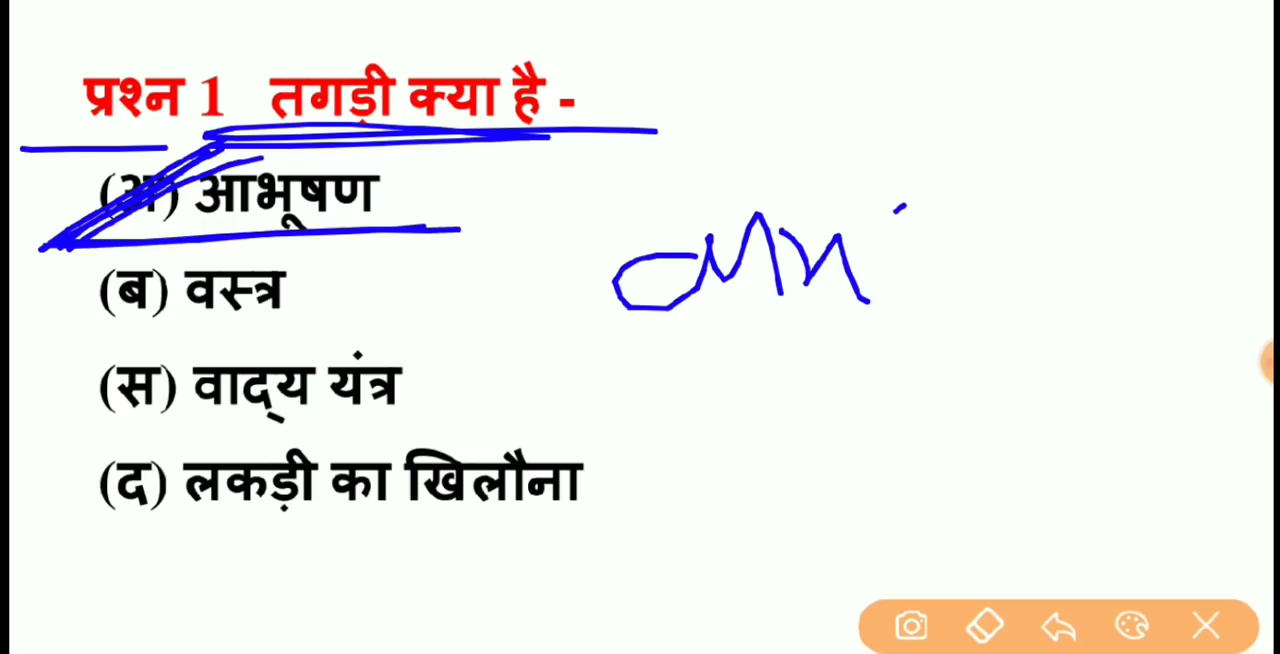 प्रश्न 1 तगड़ी क्या है -
(अ) आभूषण
(ब) वस्त्र
(स) वाद्य यंत्र
(द) लकड़ी का खिलौना